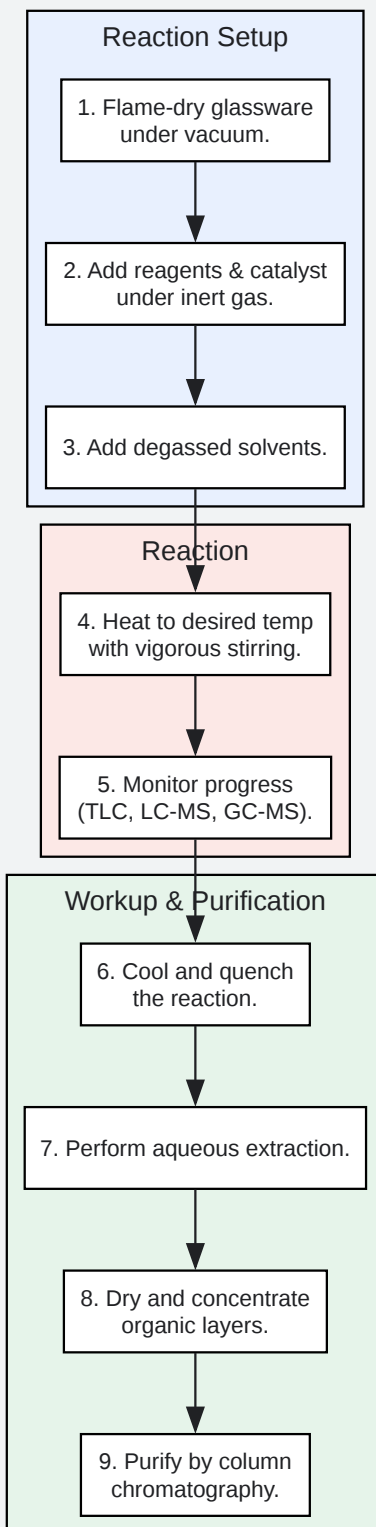 Reaction Setup
1. Flame-dry glassware
under vacuum.
2. Add reagents & catalyst
under inert gas.
3. Add degassed solvents.
Reaction
4. Heat to desired temp
with vigorous stirring.
5. Monitor progress
(TLC, LC-MS, GC-MS).
Workup & Purification
6. Cool and quench
the reaction.
7. Perform aqueous extraction.
8. Dry and concentrate
organic layers.
9. Purify by column
chromatography.